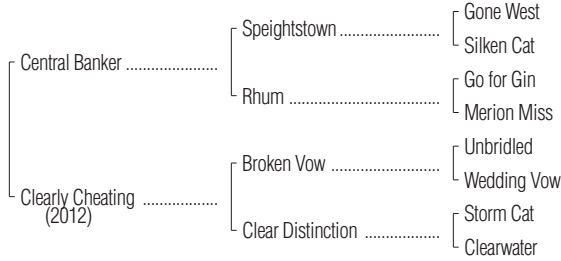 Gone West
Speightstown
Silken Cat
Central Banker
Go for Gin
Rhum
Merion Miss
Unbridled
Broken Vow
Wedding Vow
Clearly Cheating
(2012)
Storm Cat
Clear Distinction
Clearwater